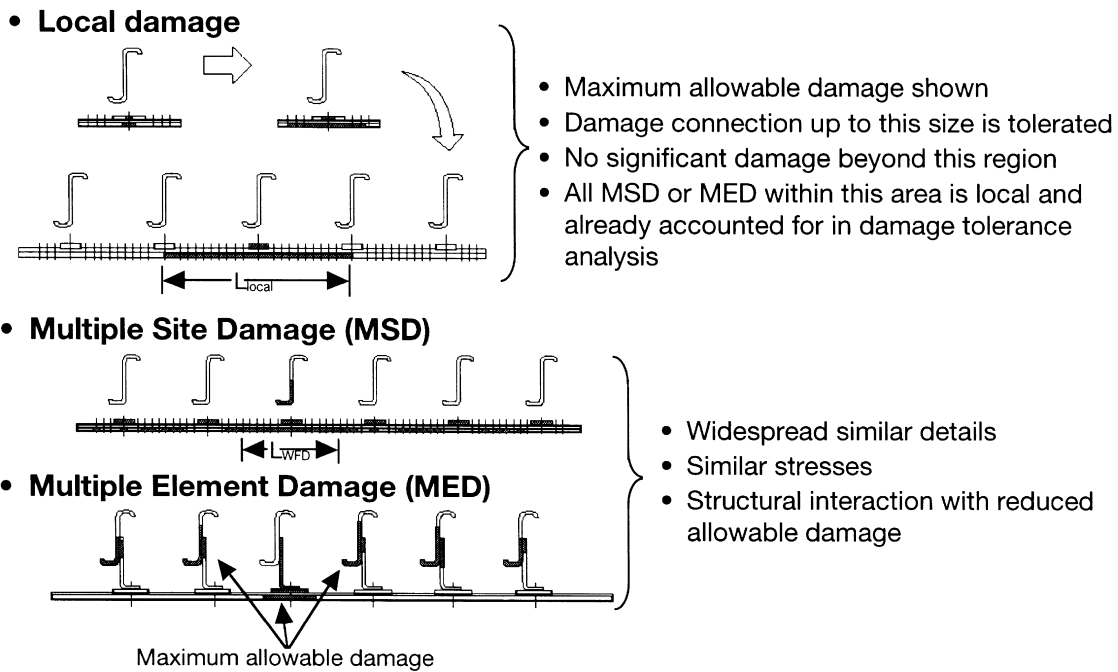 • Local damage
• Maximum allowable damage shown
• Damage connection up to this size is tolerated
• No significant damage beyond this region
• All MSD or MED within this area is local and
already accounted for in damage tolerance
analysis
Llocal
• Multiple Site Damage (MSD)
LWFD
• Multiple Element Damage (MED)
• Widespread similar details
• Similar stresses
• Structural interaction with reduced
allowable damage
Maximum allowable damage